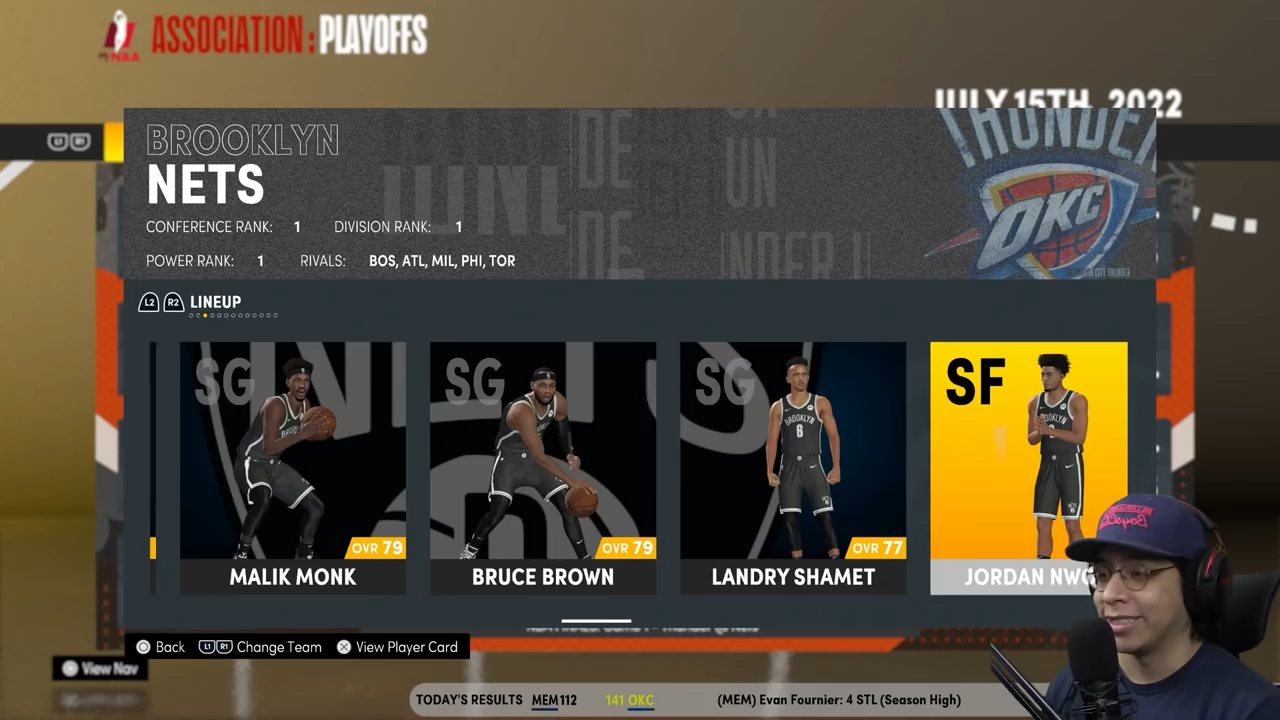 ASSOCIATION: PLAYOFFS
JULY 15TH, 2022
BROOKLYN
NETS
CONFERENCE RANK: 1 DIVISION RANK: 1
POWER RANK: 1 RIVALS: BOS, ATL, MIL, PHI, TOR
THUNDER
OKC
L2 R2 LINEUP
SG SG SG SF
OVR 79 OVR 79 OVR 77
MALIK MONK BRUCE BROWN LANDRY SHAMET JORDAN
Back L1 R1 Change Team View Player Card
View Nav
TODAY'S RESULTS MEM 112 141 OKC (MEM) Evan Fournier: 4 STL (Season High)